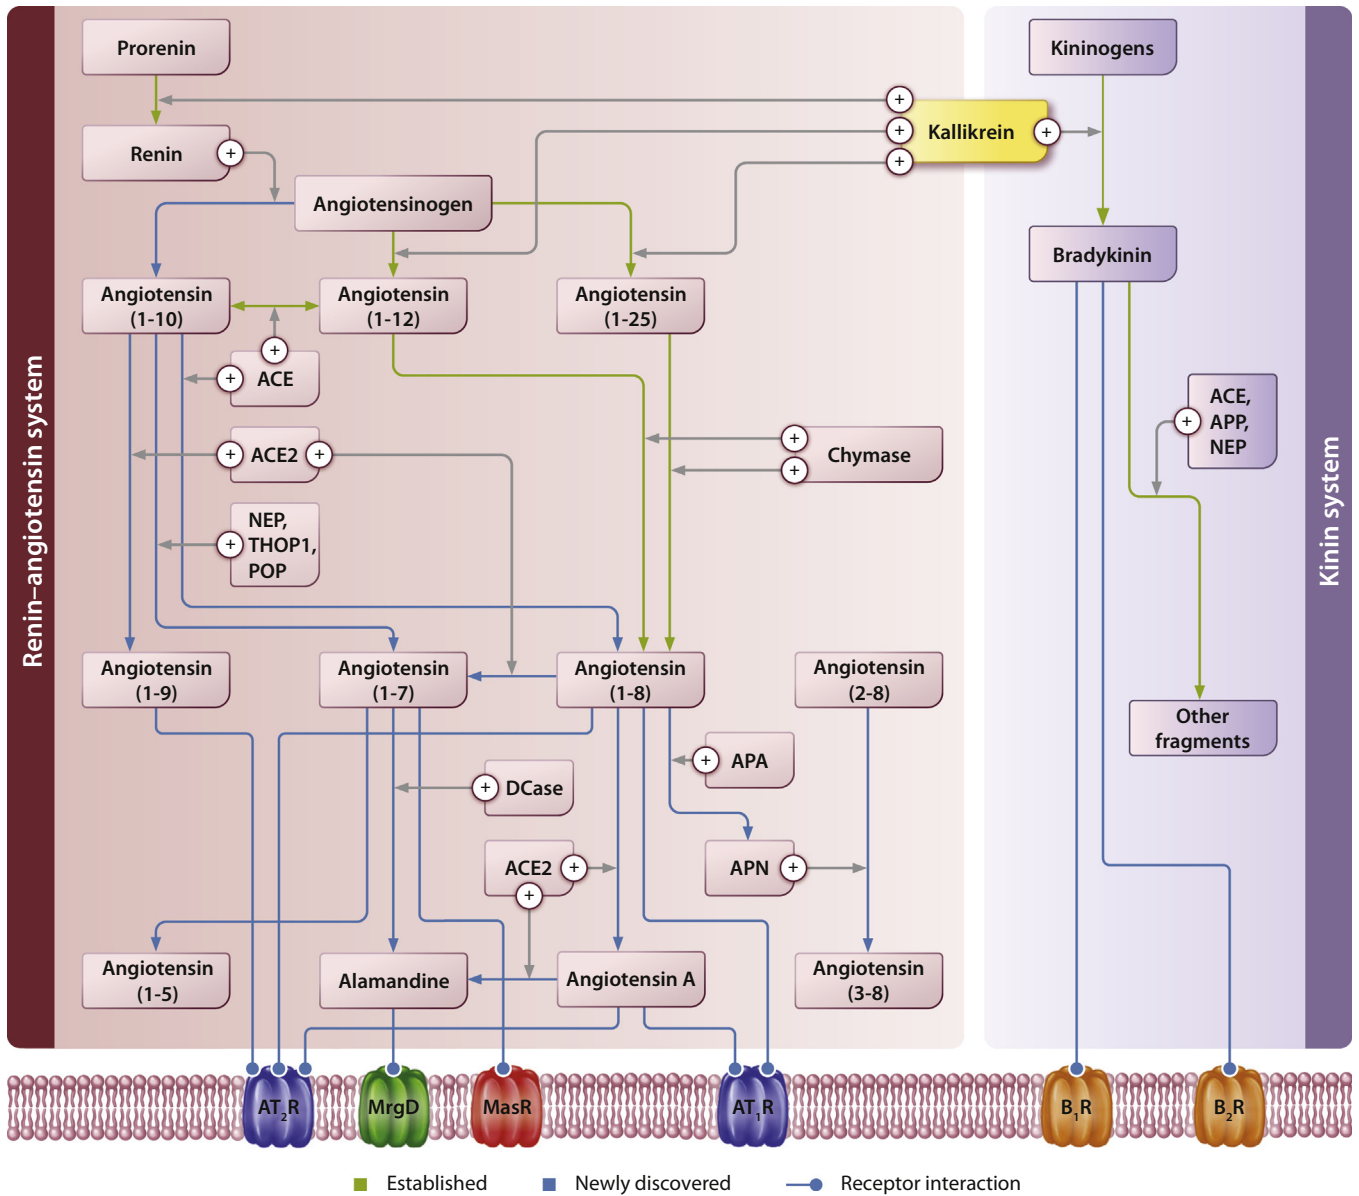 Renin–angiotensin system
Prorenin
Renin
+
Angiotensinogen
Angiotensin
(1-10)
Angiotensin
(1-12)
Angiotensin
(1-25)
+
+
ACE
+
ACE2
+
+
NEP,
THOP1,
POP
+
+
+
Kallikrein
+
+
+
Chymase
Angiotensin
(1-9)
Angiotensin
(1-7)
Angiotensin
(1-8)
Angiotensin
(2-8)
+
APA
+
DCase
ACE2
+
+
APN
+
Angiotensin
(1-5)
Alamandine
Angiotensin A
Angiotensin
(3-8)
Kininogens
Bradykinin
+
ACE,
APP,
NEP
Other
fragments
Kinin system
AT2R
MrgD
MasR
AT1R
B1R
B2R
Established
Newly discovered
Receptor interaction